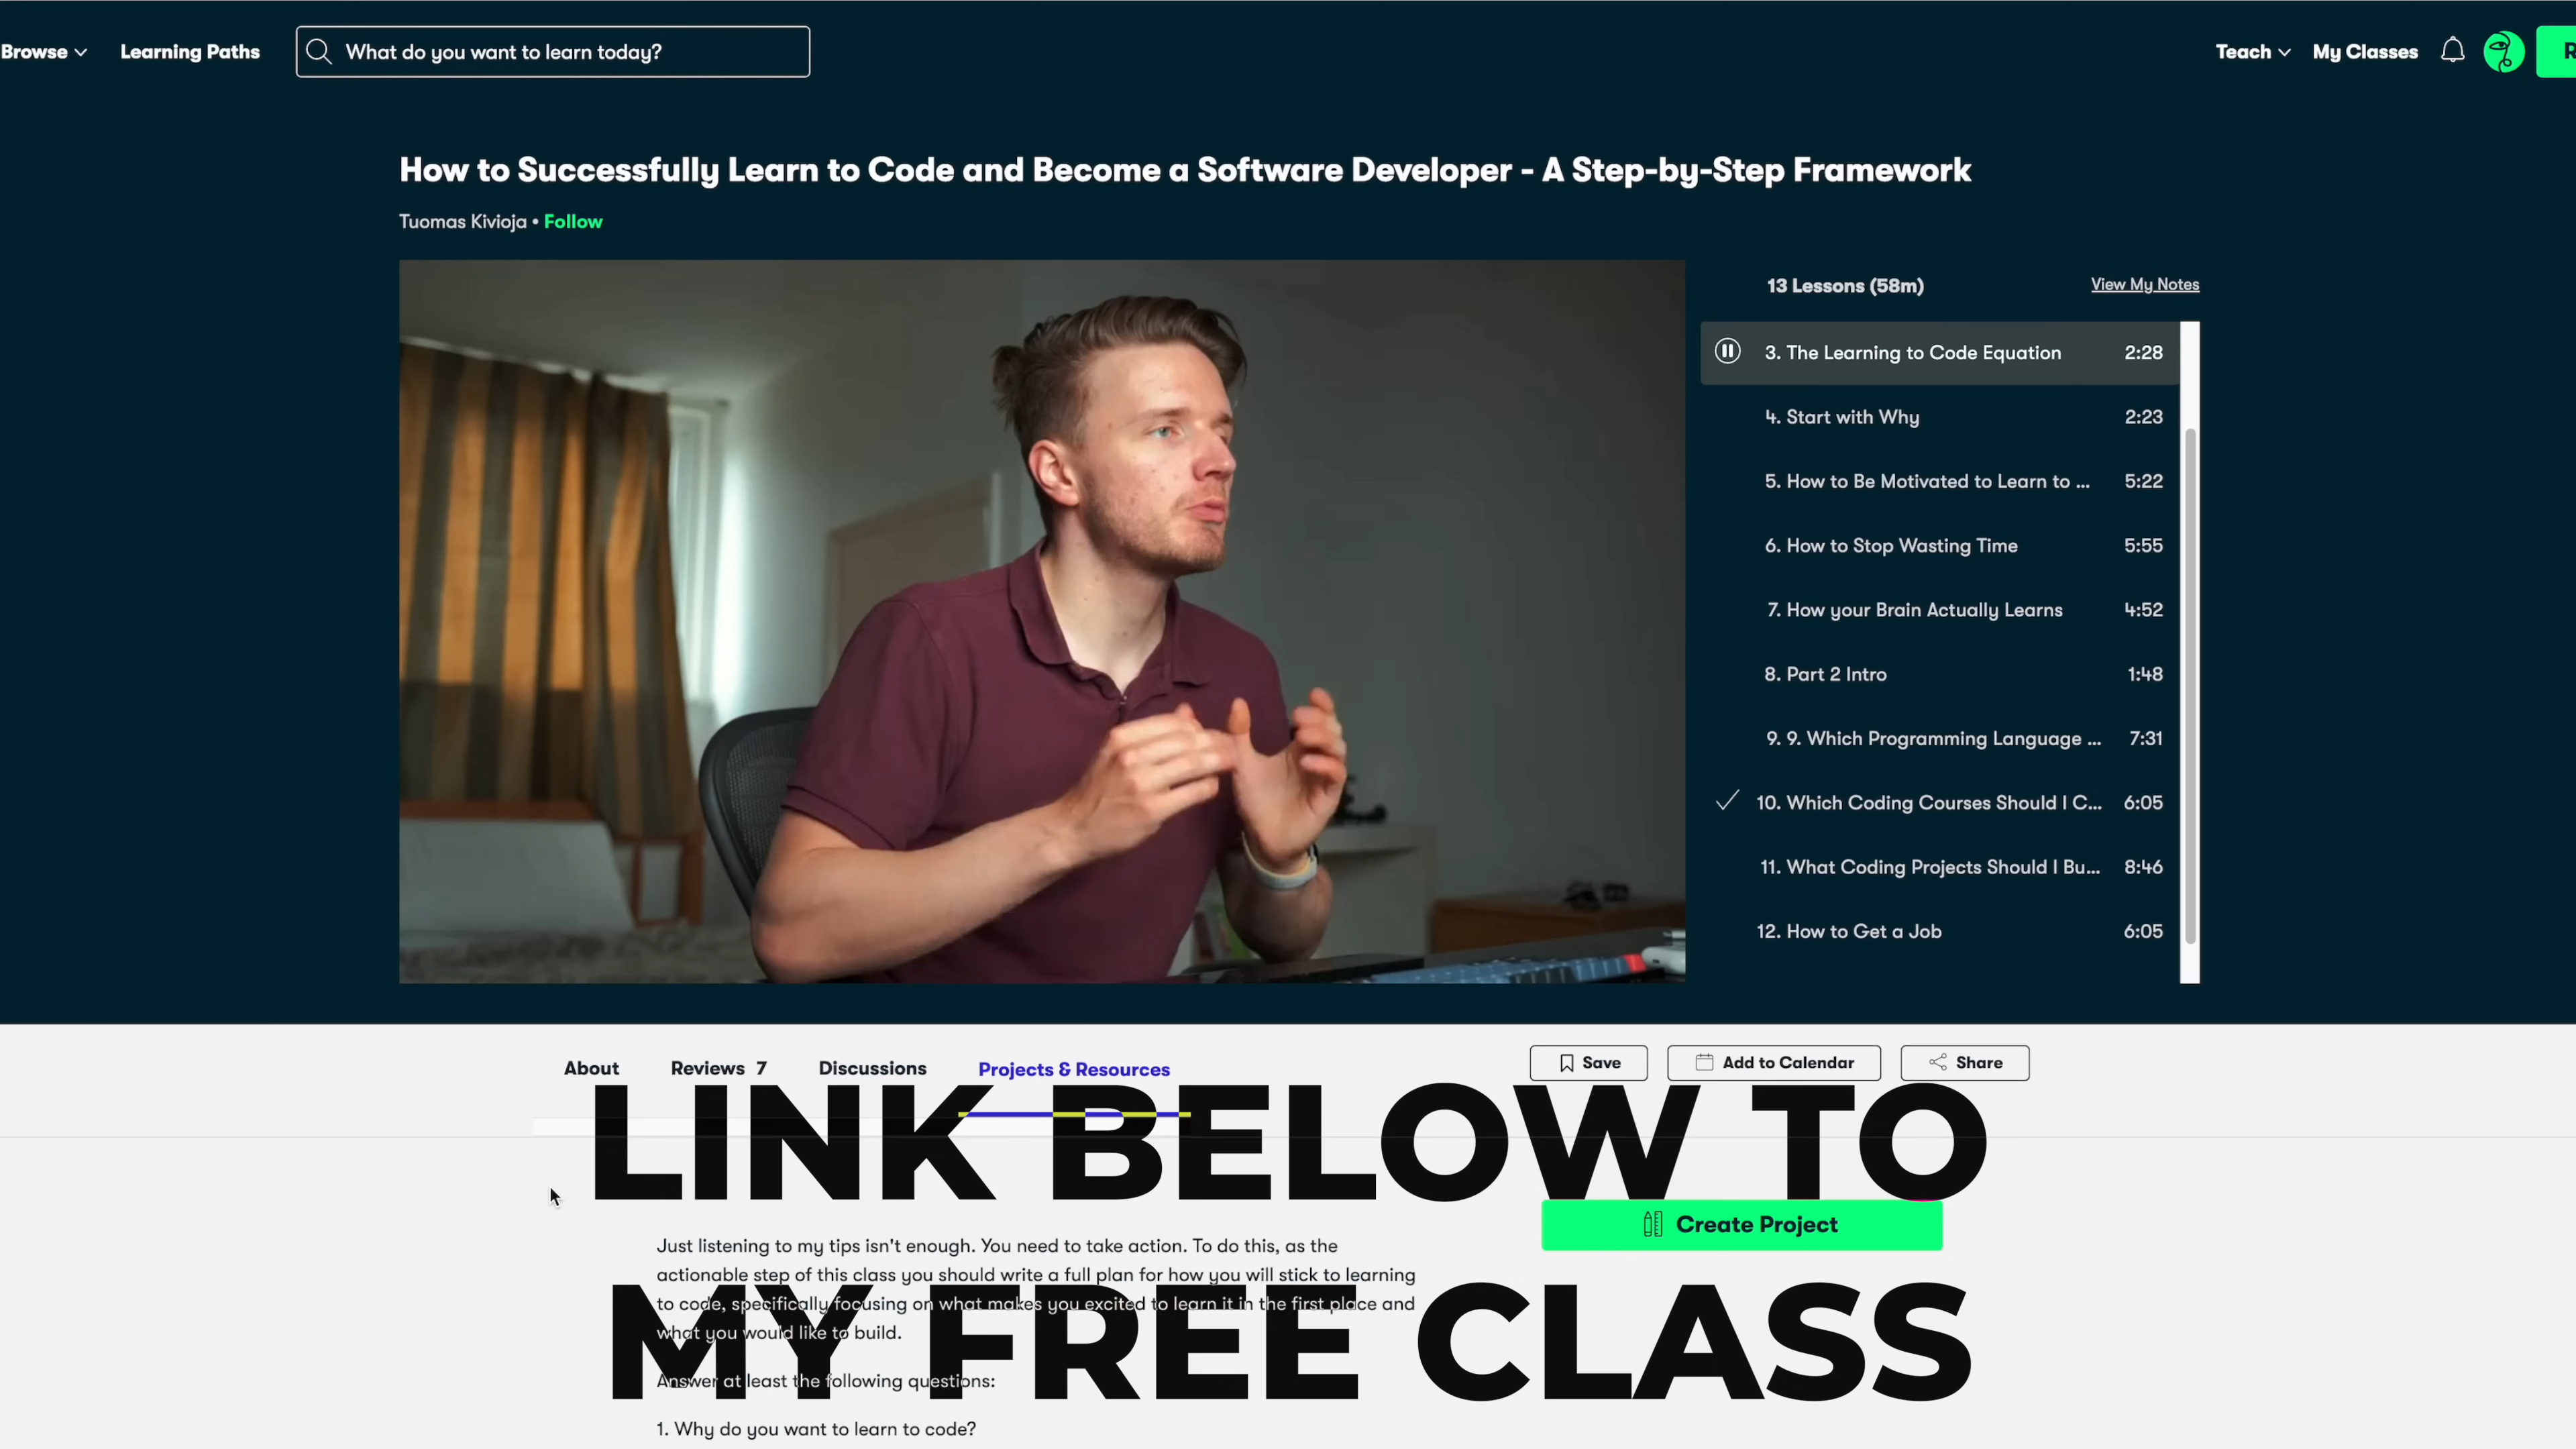 Browse
Learning Paths
What do you want to learn today?
Teach
My Classes
How to Successfully Learn to Code and Become a Software Developer - A Step-by-Step Framework
Tuomas Kivioja • Follow
13 Lessons (58m)
View My Notes
3. The Learning to Code Equation 2:28
4. Start with Why 2:23
5. How to Be Motivated to Learn to ... 5:22
6. How to Stop Wasting Time 5:55
7. How your Brain Actually Learns 4:52
8. Part 2 Intro 1:48
9. 9. Which Programming Language ... 7:31
10. Which Coding Courses Should I C... 6:05
11. What Coding Projects Should I Bu... 8:46
12. How to Get a Job 6:05
About
Reviews 7
Discussions
Projects & Resources
Save
Add to Calendar
Share
LINK BELOW TO
Create Project
Just listening to my tips isn't enough. You need to take action. To do this, as the
actionable step of this class you should write a full plan for how you will stick to learning
to code, specifically focusing on what makes you excited to learn it in the first place and
what you would like to build.
MY FREE CLASS
Answer at least the following questions:
1. Why do you want to learn to code?